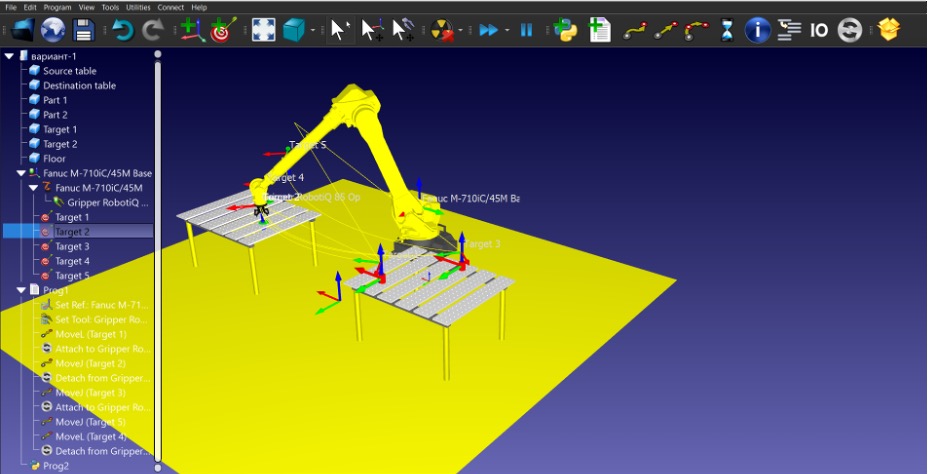 File Edit Program View Tools Utilities Connect Help
IO
вариант-1
Source table
Destination table
Part 1
Part 2
Target 1
Target 2
Floor
Fanuc M-710iC/45M Base
Fanuc M-710iC/45M
Gripper RobotiQ ...
Target 1
Target 2
Target 3
Target 4
Target 5
Prog1
Set Ref.: Fanuc M-71...
Set Tool: Gripper Ro...
MoveL (Target 1)
Attach to Gripper Ro...
MoveJ (Target 2)
Detach from Gripper...
MoveJ (Target 3)
Attach to Gripper Ro...
MoveJ (Target 5)
MoveL (Target 4)
Detach from Gripper...
Prog2
Target 5
Target 4
RobotiQ 85 Op
Fanuc M-710iC/45M Ba
Target 3